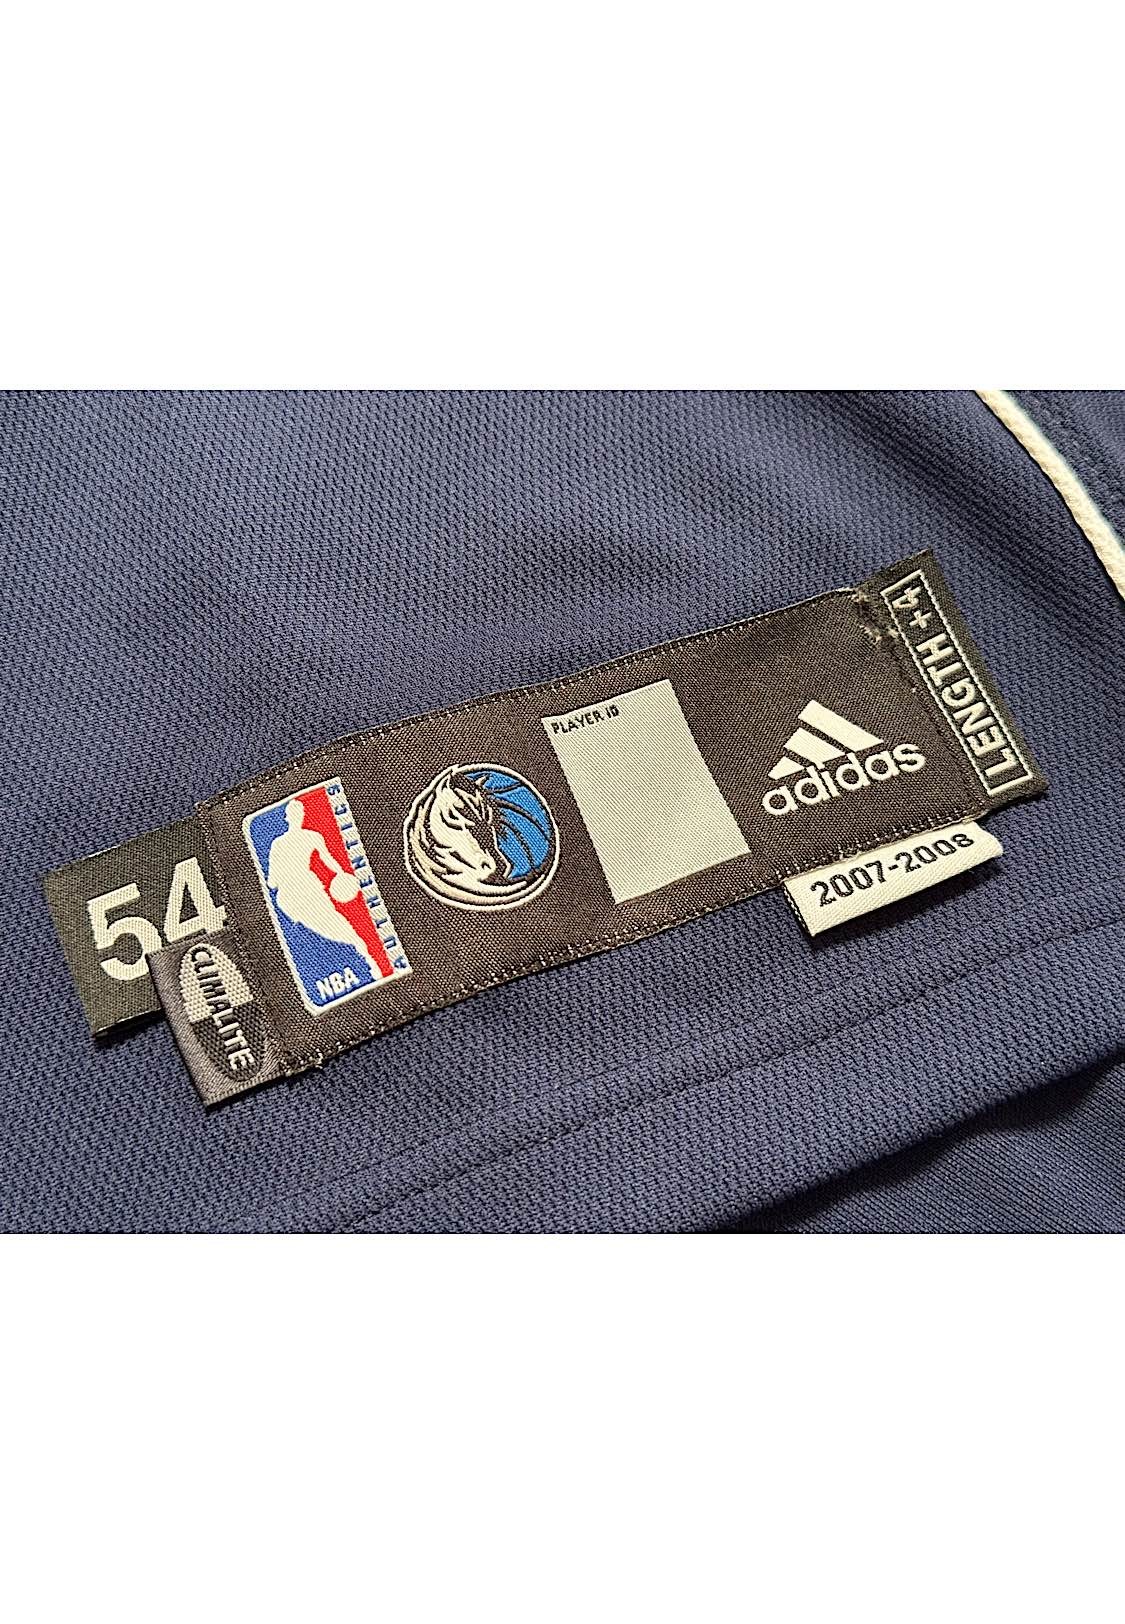 54
CLIMALITE
NBA
AUTHENTICS
PLAYER ID
adidas
LENGTH +4
2007-2008